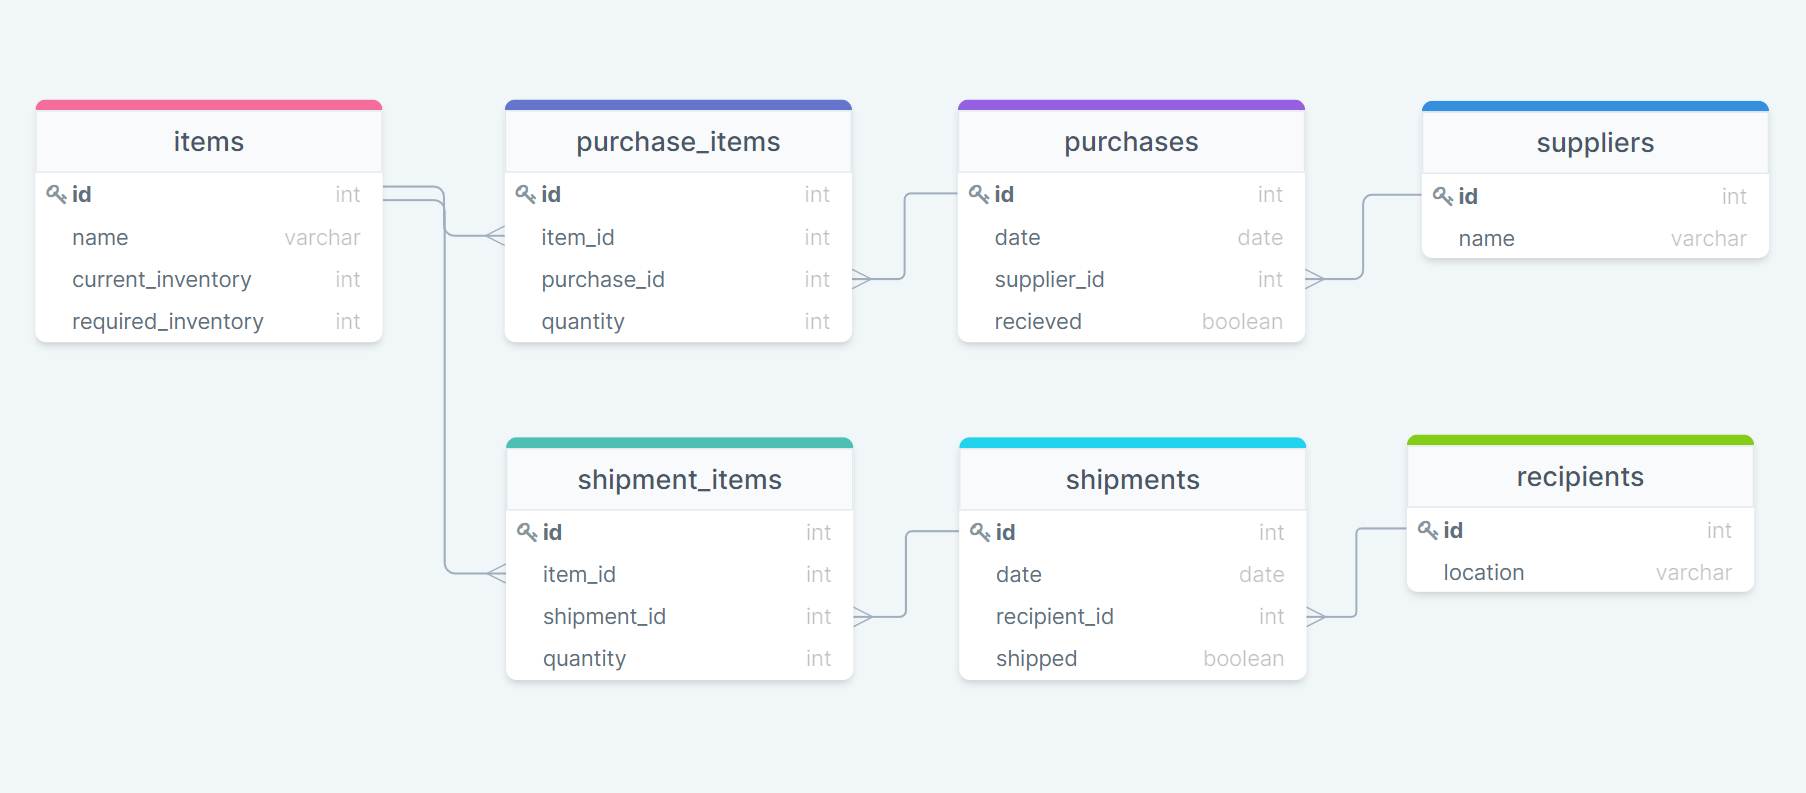 items
id int
name varchar
current_inventory int
required_inventory int
purchase_items
id int
item_id int
purchase_id int
quantity int
purchases
id int
date date
supplier_id int
recieved boolean
suppliers
id int
name varchar
shipment_items
id int
item_id int
shipment_id int
quantity int
shipments
id int
date date
recipient_id int
shipped boolean
recipients
id int
location varchar